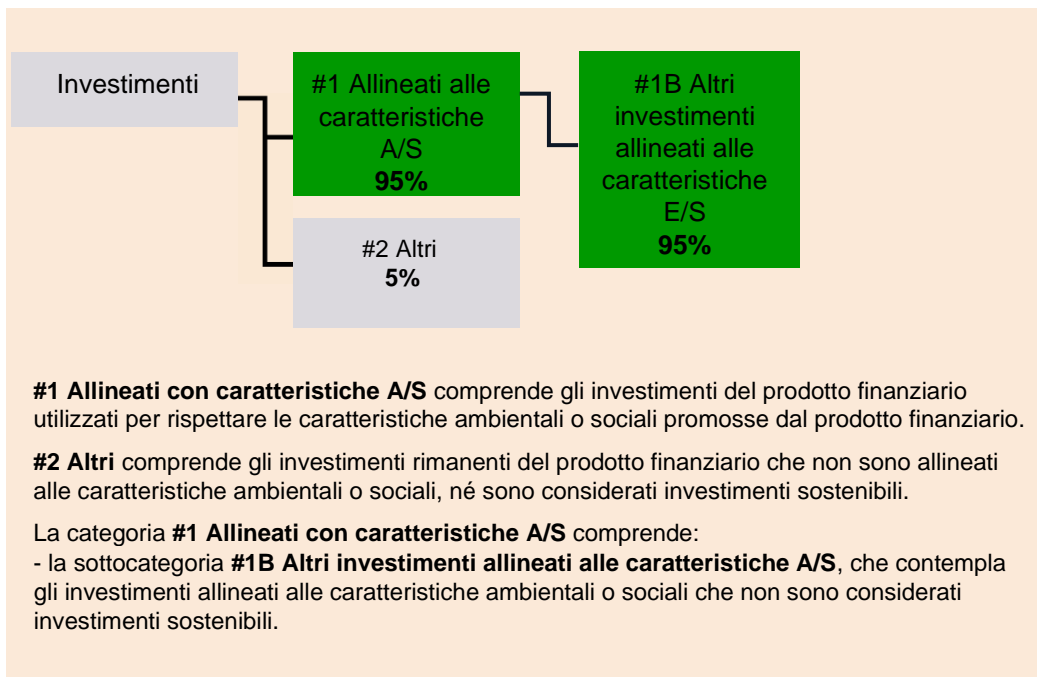 Investimenti
#1 Allineati alle
caratteristiche
A/S
95%
#1B Altri
investimenti
allineati alle
caratteristiche
E/S
95%
#2 Altri
5%
#1 Allineati con caratteristiche A/S comprende gli investimenti del prodotto finanziario
utilizzati per rispettare le caratteristiche ambientali o sociali promosse dal prodotto finanziario.
#2 Altri comprende gli investimenti rimanenti del prodotto finanziario che non sono allineati
alle caratteristiche ambientali o sociali, né sono considerati investimenti sostenibili.
La categoria #1 Allineati con caratteristiche A/S comprende:
- la sottocategoria #1B Altri investimenti allineati alle caratteristiche A/S, che contempla
gli investimenti allineati alle caratteristiche ambientali o sociali che non sono considerati
investimenti sostenibili.